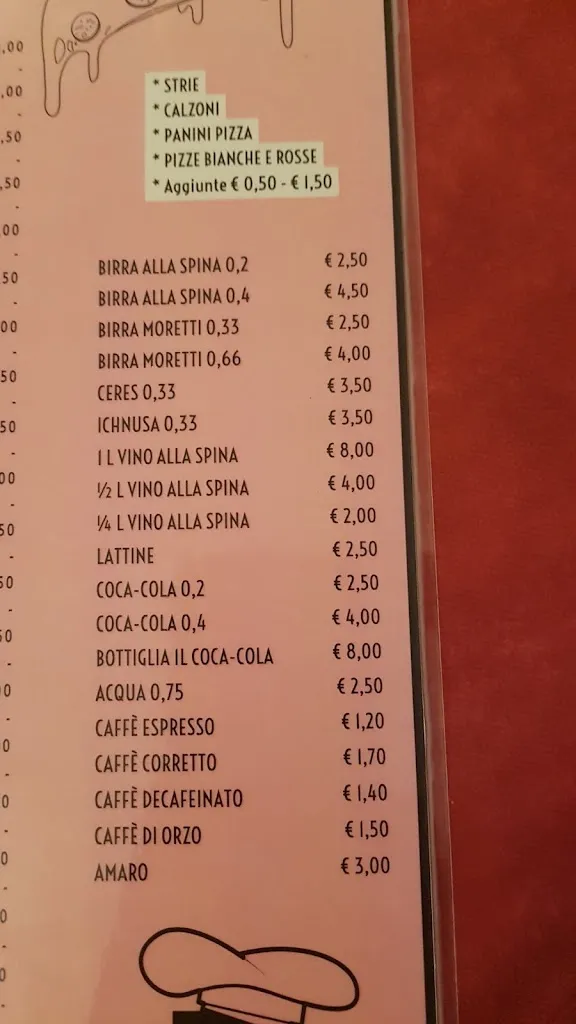 * STRIE
* CALZONI
* PANINI PIZZA
* PIZZE BIANCHE E ROSSE
* Aggiunte € 0,50 - € 1,50
BIRRA ALLA SPINA 0,2 € 2,50
BIRRA ALLA SPINA 0,4 € 4,50
BIRRA MORETTI 0,33 € 2,50
BIRRA MORETTI 0,66 € 4,00
CERES 0,33 € 3,50
ICHNUSA 0,33 € 3,50
1 L VINO ALLA SPINA € 8,00
½ L VINO ALLA SPINA € 4,00
¼ L VINO ALLA SPINA € 2,00
LATTINE € 2,50
COCA-COLA 0,2 € 2,50
COCA-COLA 0,4 € 4,00
BOTTIGLIA 1L COCA-COLA € 8,00
ACQUA 0,75 € 2,50
CAFFÈ ESPRESSO € 1,20
CAFFÈ CORRETTO € 1,70
CAFFÈ DECAFEINATO € 1,40
CAFFÈ DI ORZO € 1,50
AMARO € 3,00